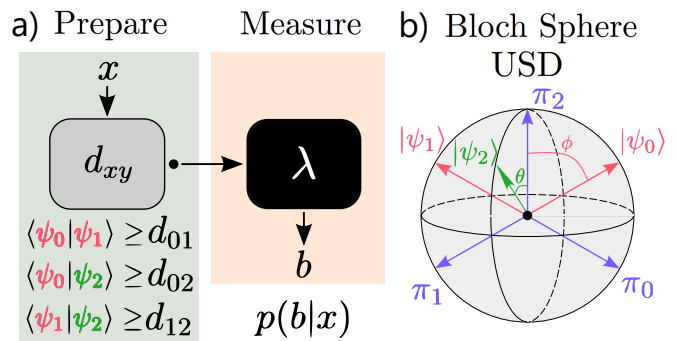 a) Prepare
x
d_{xy}
⟨ψ_0|ψ_1⟩ ≥ d_{01}
⟨ψ_0|ψ_2⟩ ≥ d_{02}
⟨ψ_1|ψ_2⟩ ≥ d_{12}
Measure
λ
b
p(b|x)
b) Bloch Sphere
USD
π_2
|ψ_1⟩
|ψ_2⟩
θ
ϕ
|ψ_0⟩
π_1
π_0